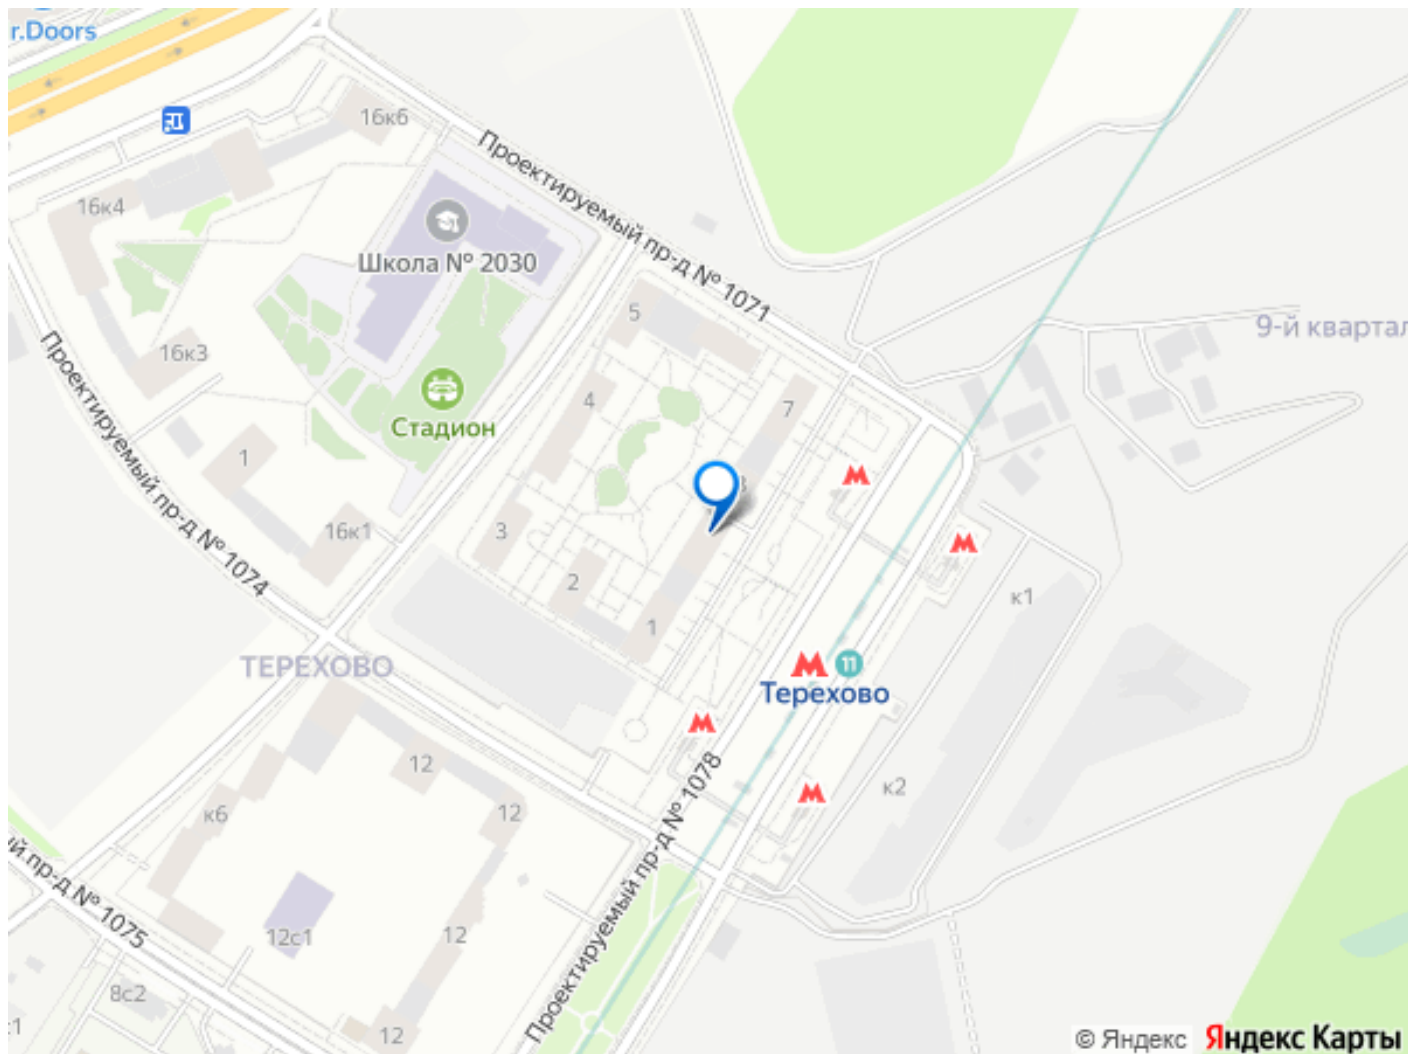 r.Doors
16к6
Проектируемый пр-д № 1071
16к4
Школа № 2030
5
9-й квартал
16к3
Проектируемый пр-д № 1074
4
7
Стадион
1
16к1
3
2
к1
1
ТЕРЕХОВО
11
Терехово
12
к2
к6
12
Проектируемый пр-д № 1078
ый пр-д № 1075
12с1
12
8с2
12
с1
© Яндекс Яндекс Карты